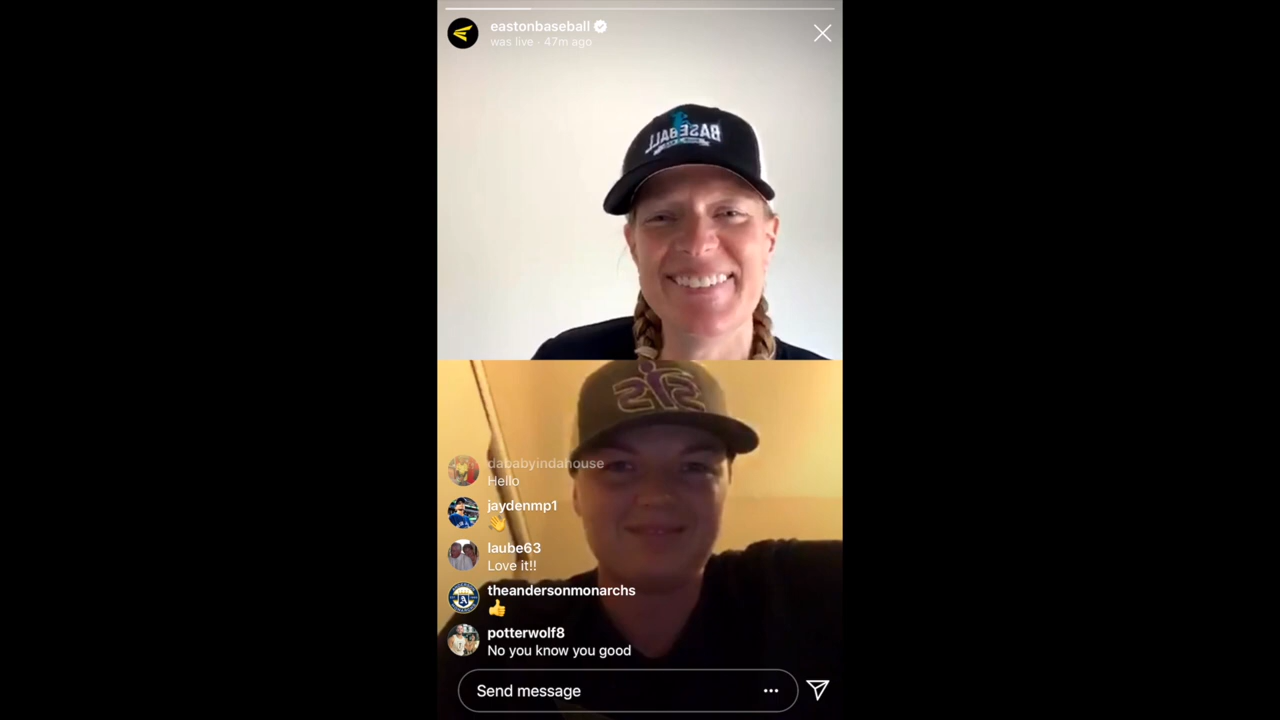 eastonbaseball
was live · 47m ago
BASEBALL
dababyindahouse
Hello
jaydenmp1
👋
laube63
Love it!!
theandersonmonarchs
👍
potterwolf8
No you know you good
Send message